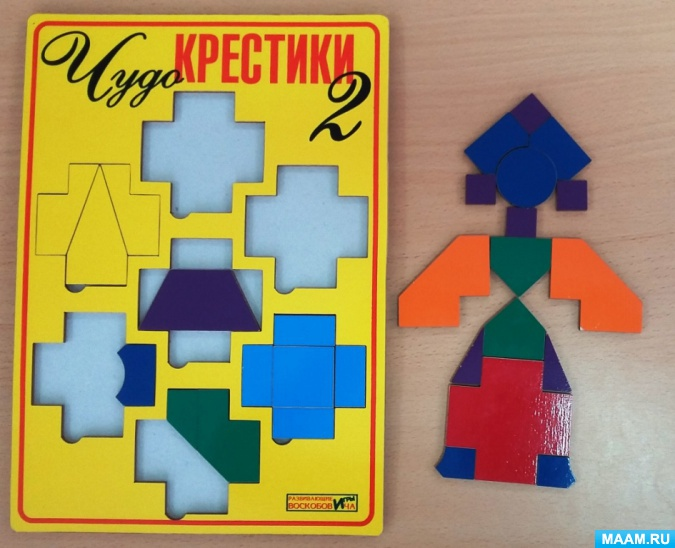 Чудо КРЕСТИКИ
2
РАЗВИВАЮЩИЕ ИГРЫ
ВОСКОБОВИЧА
MAAM.RU